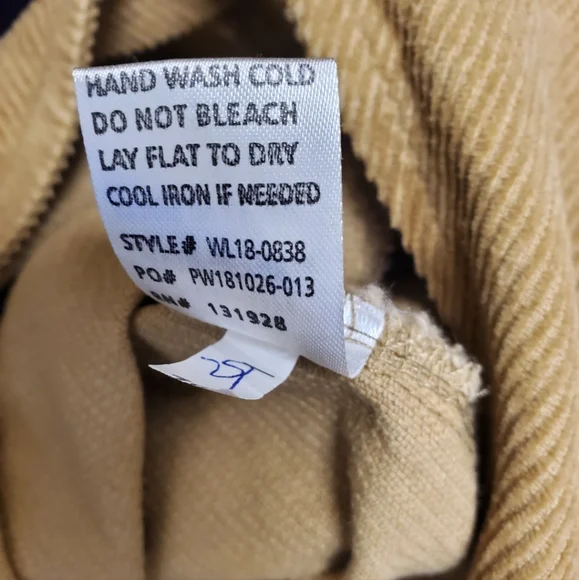 HAND WASH COLD
DO NOT BLEACH
LAY FLAT TO DRY
COOL IRON IF NEEDED
STYLE# WL18-0838
PO# PW181026-013
RN# 131928